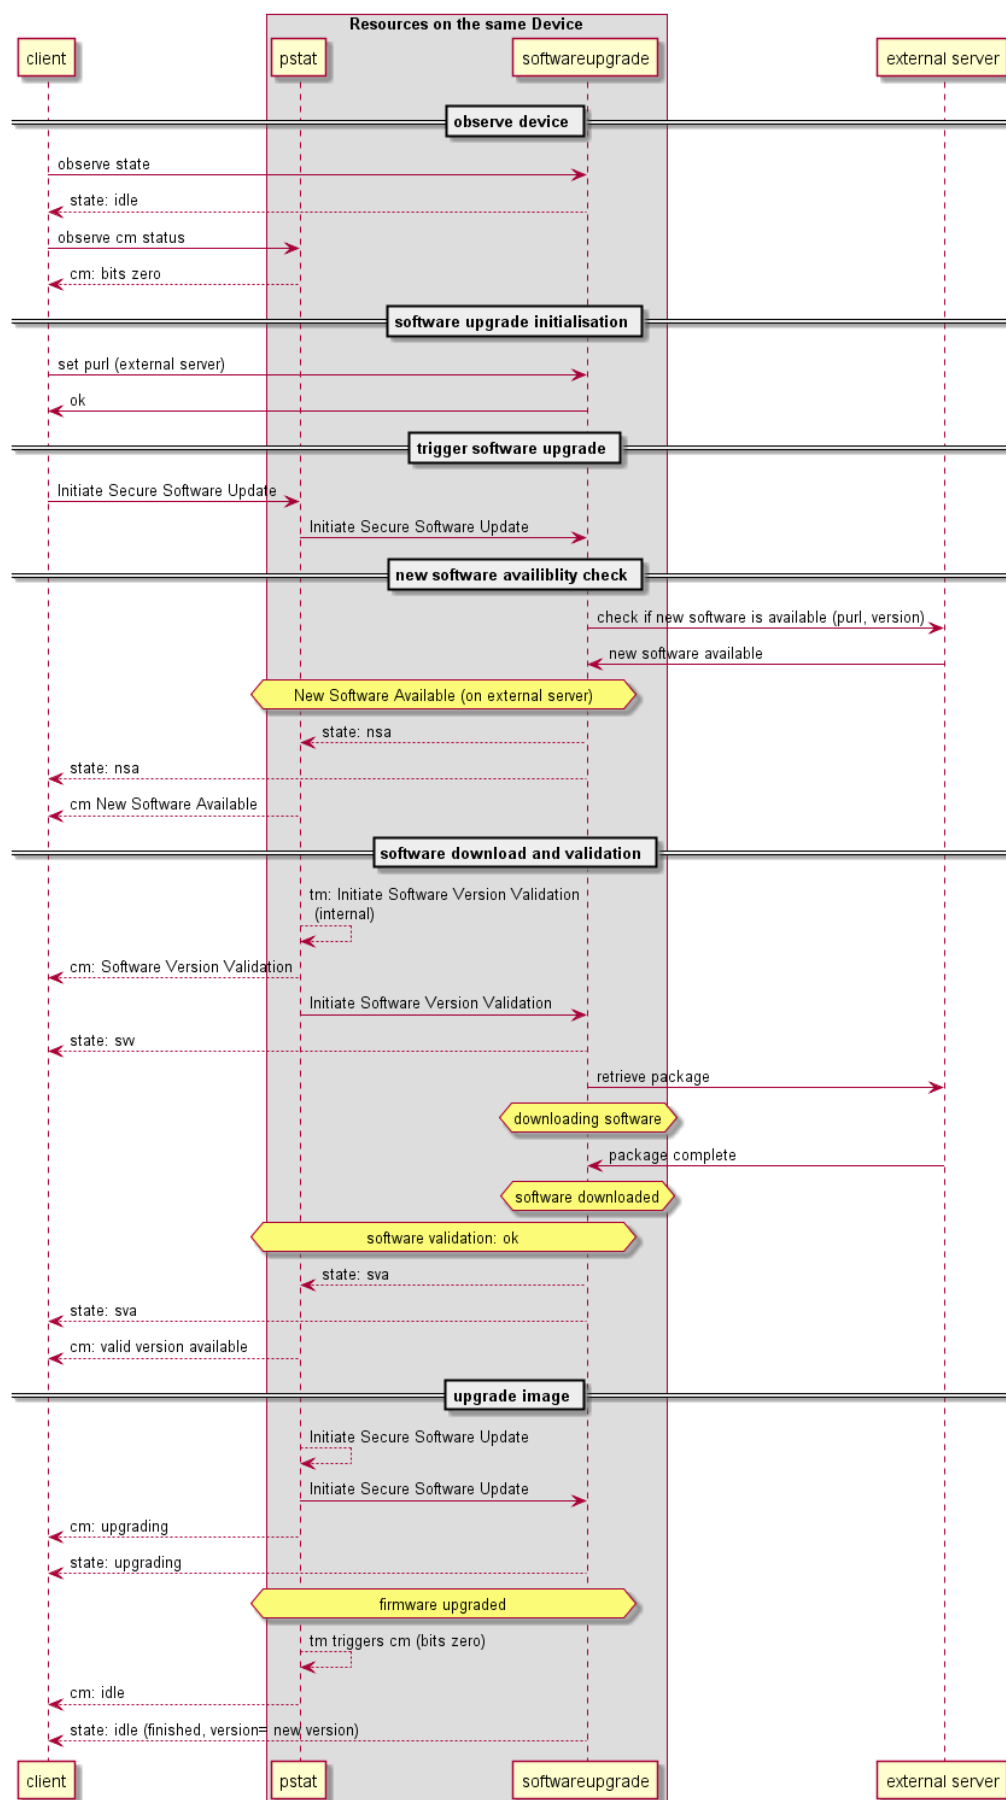 Resources on the same Device
client
pstat
softwareupgrade
external server
observe device
observe state
state: idle
observe cm status
cm: bits zero
software upgrade initialisation
set purl (external server)
ok
trigger software upgrade
Initiate Secure Software Update
Initiate Secure Software Update
new software availiblity check
check if new software is available (purl, version)
new software available
New Software Available (on external server)
state: nsa
state: nsa
cm New Software Available
software download and validation
tm: Initiate Software Version Validation
(internal)
cm: Software Version Validation
Initiate Software Version Validation
state: svv
retrieve package
downloading software
package complete
software downloaded
software validation: ok
state: sva
state: sva
cm: valid version available
upgrade image
Initiate Secure Software Update
Initiate Secure Software Update
cm: upgrading
state: upgrading
firmware upgraded
tm triggers cm (bits zero)
cm: idle
state: idle (finished, version= new version)
client
pstat
softwareupgrade
external server